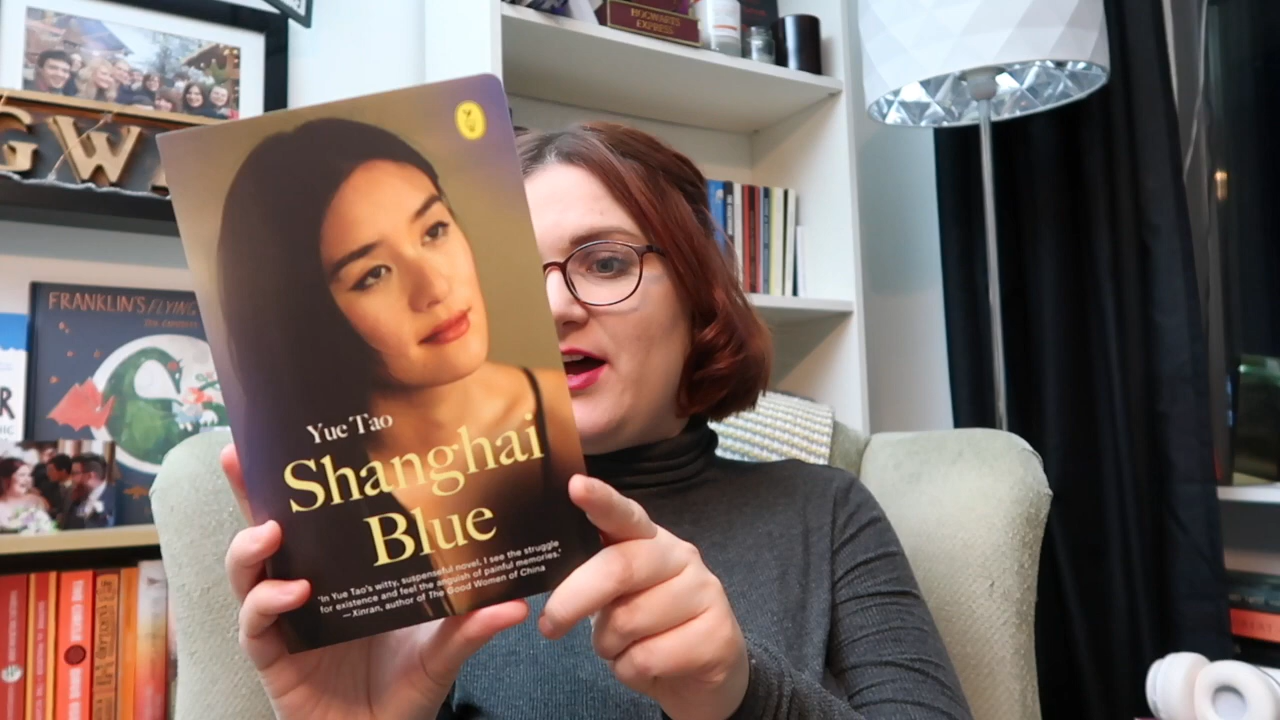 HOGWARTS
EXPRESS
GW
FRANKLIN'S FLYING
Yue Tao
Shanghai
Blue
'In Yue Tao's witty, suspenseful novel, I see the struggle
for existence and feel the anguish of painful memories.'
—Xinran, author of The Good Women of China